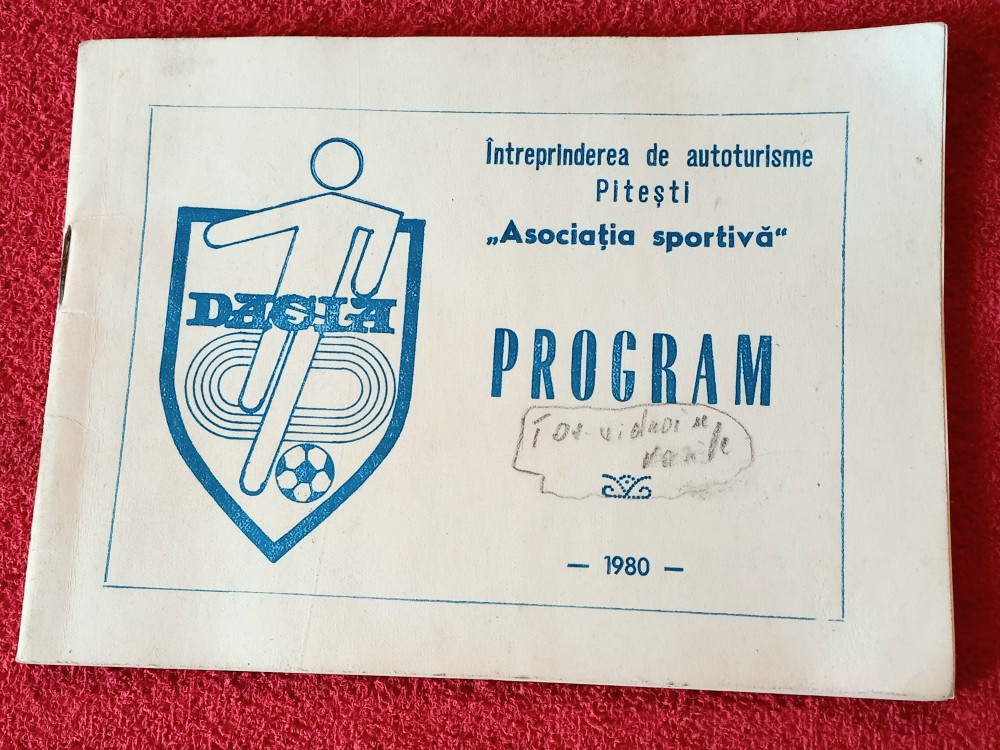 DACIA
Întreprinderea de autoturisme
Pitești
„Asociația sportivă“
PROGRAM
— 1980 —